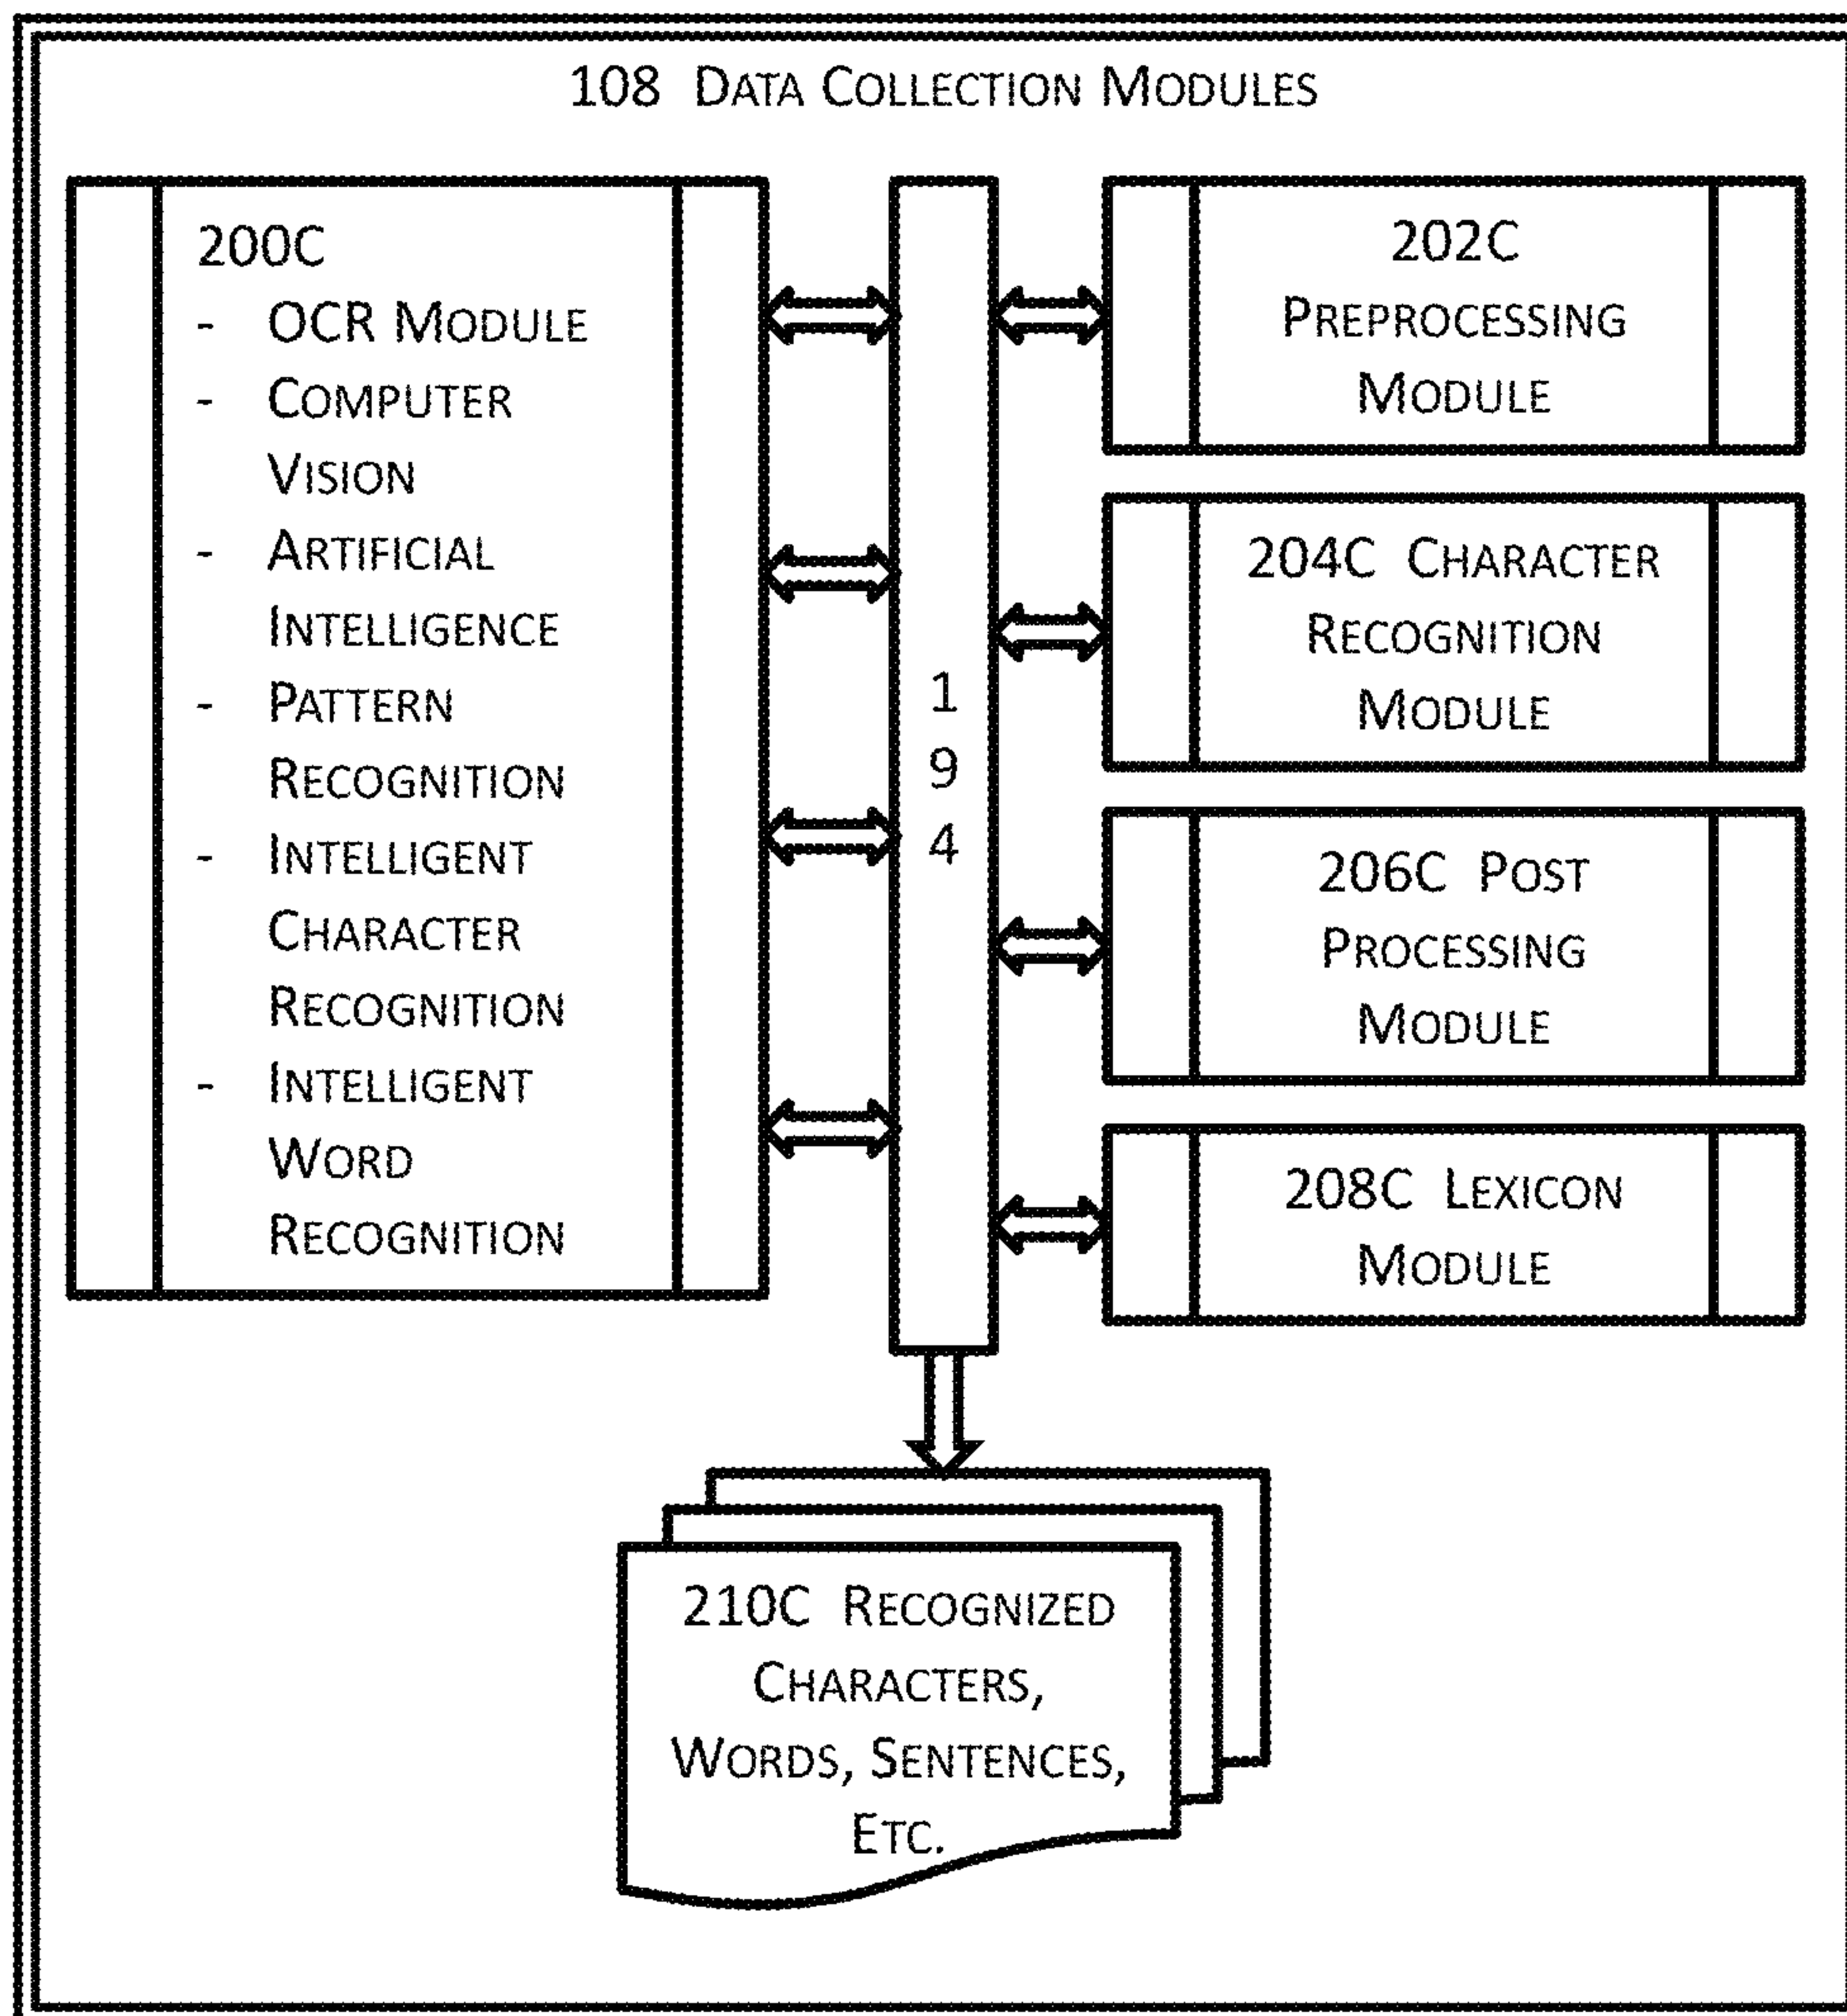 108 DATA COLLECTION MODULES
200C
- OCR MODULE
- COMPUTER
VISION
- ARTIFICIAL
INTELLIGENCE
- PATTERN
RECOGNITION
- INTELLIGENT
CHARACTER
RECOGNITION
- INTELLIGENT
WORD
RECOGNITION
1
9
4
202C
PREPROCESSING
MODULE
204C CHARACTER
RECOGNITION
MODULE
206C POST
PROCESSING
MODULE
208C LEXICON
MODULE
210C RECOGNIZED
CHARACTERS,
WORDS, SENTENCES,
ETC.